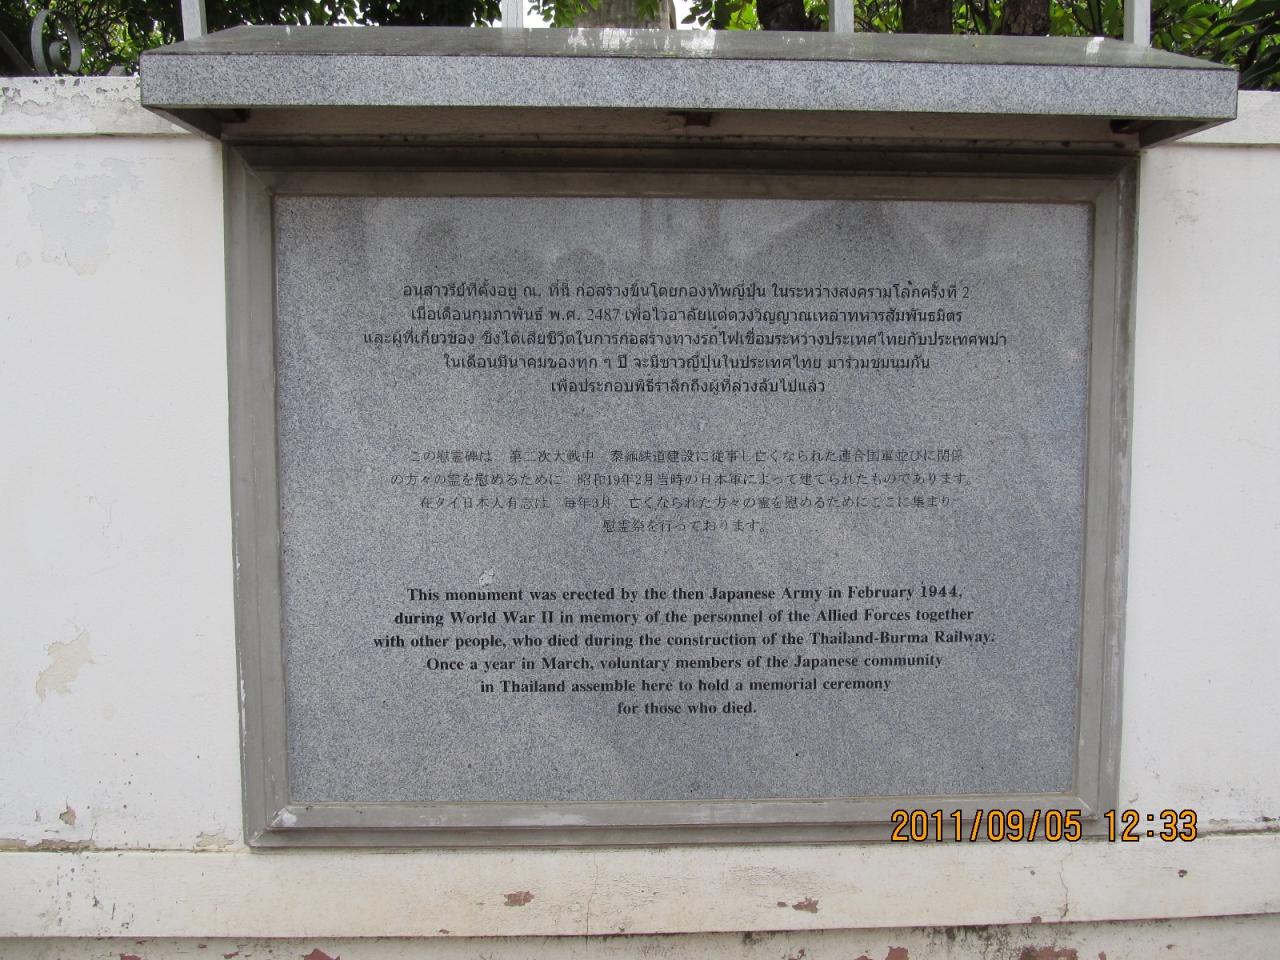 อนุสาวรีย์ที่ตั้งอยู่ ณ. ที่นี้ ก่อสร้างขึ้นโดยกองทัพญี่ปุ่น ในระหว่างสงครามโลกครั้งที่ 2
เมื่อเดือนกุมภาพันธ์ พ.ศ. 2487 เพื่อไว้อาลัยแด่ดวงวิญญาณเหล่าทหารสัมพันธมิตร
และผู้ที่เกี่ยวข้อง ซึ่งได้เสียชีวิตในการก่อสร้างทางรถไฟเชื่อมระหว่างประเทศไทยกับประเทศพม่า
ในเดือนมีนาคมของทุก ๆ ปี จะมีชาวญี่ปุ่นในประเทศไทย มาร่วมชุมนุมกัน
เพื่อประกอบพิธีรำลึกถึงผู้ที่ล่วงลับไปแล้ว
この慰霊碑は 第二次大戦中 泰緬鉄道建設に従事し亡くなられた連合国軍並びに関係
の方々の霊を慰めるために 昭和19年2月当時の日本軍によって建てられたものであります。
在タイ日本人有志は 毎年3月 亡くなられた方々の霊を慰めるためにここに集まり
慰霊祭を行っております。
This monument was erected by the then Japanese Army in February 1944,
during World War II in memory of the personnel of the Allied Forces together
with other people, who died during the construction of the Thailand-Burma Railway.
Once a year in March, voluntary members of the Japanese community
in Thailand assemble here to hold a memorial ceremony
for those who died.
2011/09/05 12:33